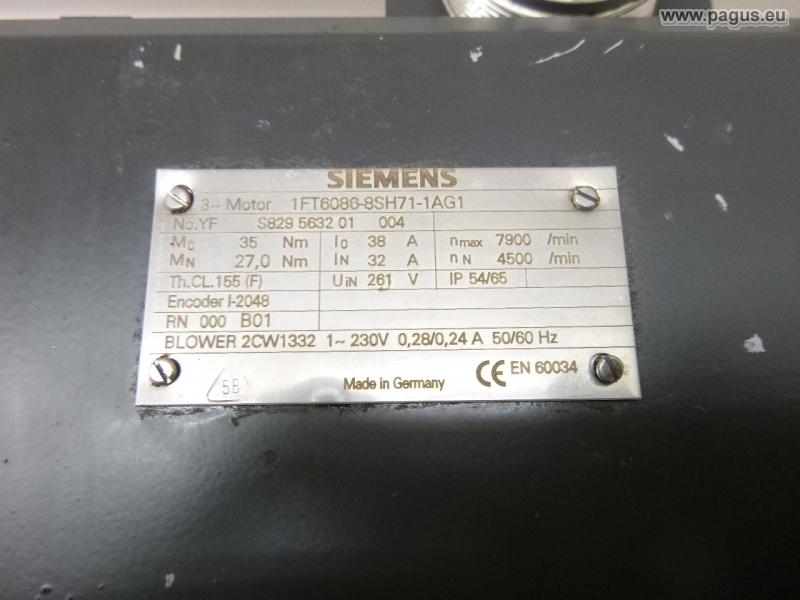 www.pagus.eu
SIEMENS
3~ Motor 1FT6086-8SH71-1AG1
No.YF S829 5632 01 004
M0 35 Nm I0 38 A nmax 7900 /min
MN 27,0 Nm IN 32 A nN 4500 /min
Th.CL.155 (F) UiN 261 V IP 54/65
Encoder I-2048
RN 000 B01
BLOWER 2CW1332 1~ 230V 0,28/0,24 A 50/60 Hz
5B Made in Germany CE EN 60034